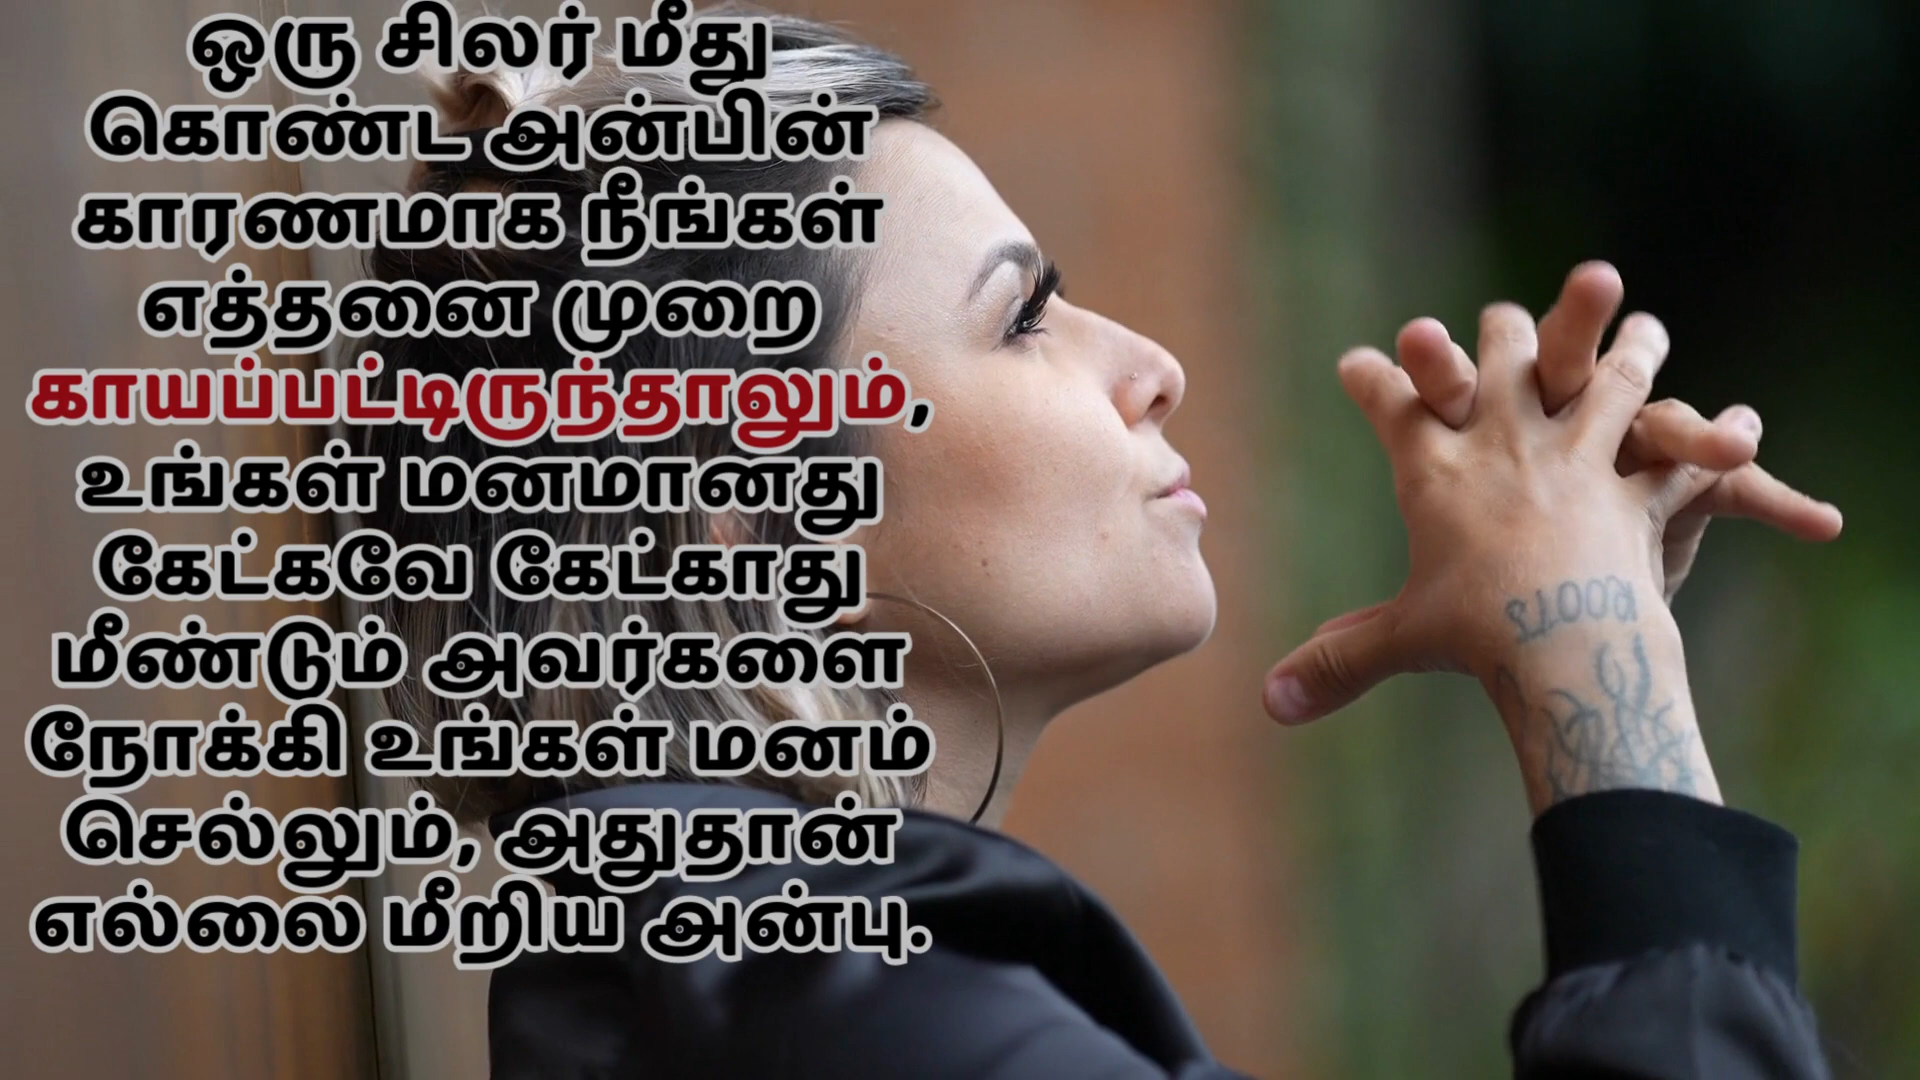 ஒரு சிலர் மீது
கொண்ட அன்பின்
காரணமாக நீங்கள்
எத்தனை முறை
காயப்பட்டிருந்தாலும்,
உங்கள் மனமானது
கேட்கவே கேட்காது
மீண்டும் அவர்களை
நோக்கி உங்கள் மனம்
செல்லும், அதுதான்
எல்லை மீறிய அன்பு.
ROOTS